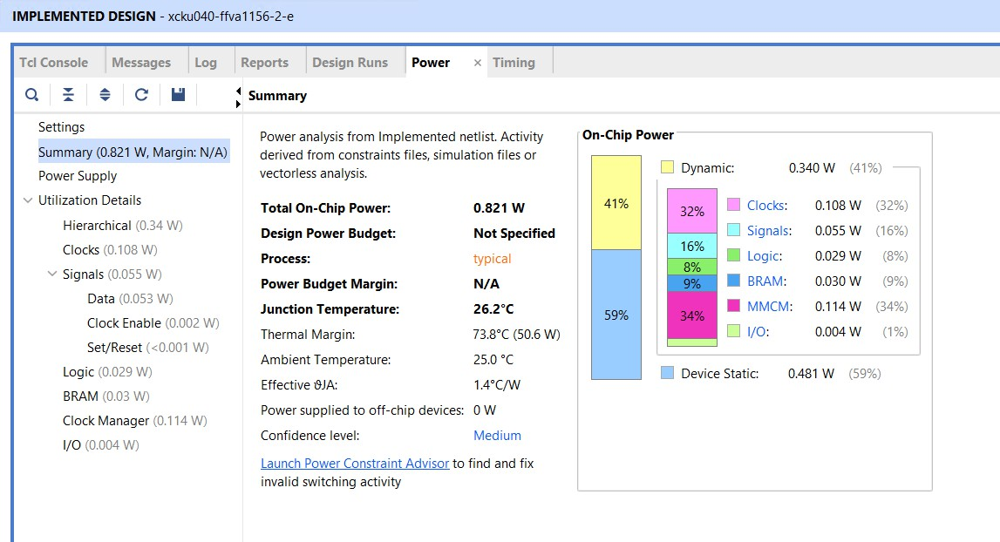 IMPLEMENTED DESIGN - xcku040-ffva1156-2-e
Tcl Console Messages Log Reports Design Runs Power × Timing
Summary
Settings
Summary (0.821 W, Margin: N/A)
Power Supply
Utilization Details
Hierarchical (0.34 W)
Clocks (0.108 W)
Signals (0.055 W)
Data (0.053 W)
Clock Enable (0.002 W)
Set/Reset (<0.001 W)
Logic (0.029 W)
BRAM (0.03 W)
Clock Manager (0.114 W)
I/O (0.004 W)
Power analysis from Implemented netlist. Activity
derived from constraints files, simulation files or
vectorless analysis.
Total On-Chip Power: 0.821 W
Design Power Budget: Not Specified
Process: typical
Power Budget Margin: N/A
Junction Temperature: 26.2°C
Thermal Margin: 73.8°C (50.6 W)
Ambient Temperature: 25.0 °C
Effective ϑJA: 1.4°C/W
Power supplied to off-chip devices: 0 W
Confidence level: Medium
Launch Power Constraint Advisor to find and fix
invalid switching activity
On-Chip Power
41%
59%
Dynamic: 0.340 W (41%)
32%
16%
8%
9%
34%
Clocks: 0.108 W (32%)
Signals: 0.055 W (16%)
Logic: 0.029 W (8%)
BRAM: 0.030 W (9%)
MMCM: 0.114 W (34%)
I/O: 0.004 W (1%)
Device Static: 0.481 W (59%)